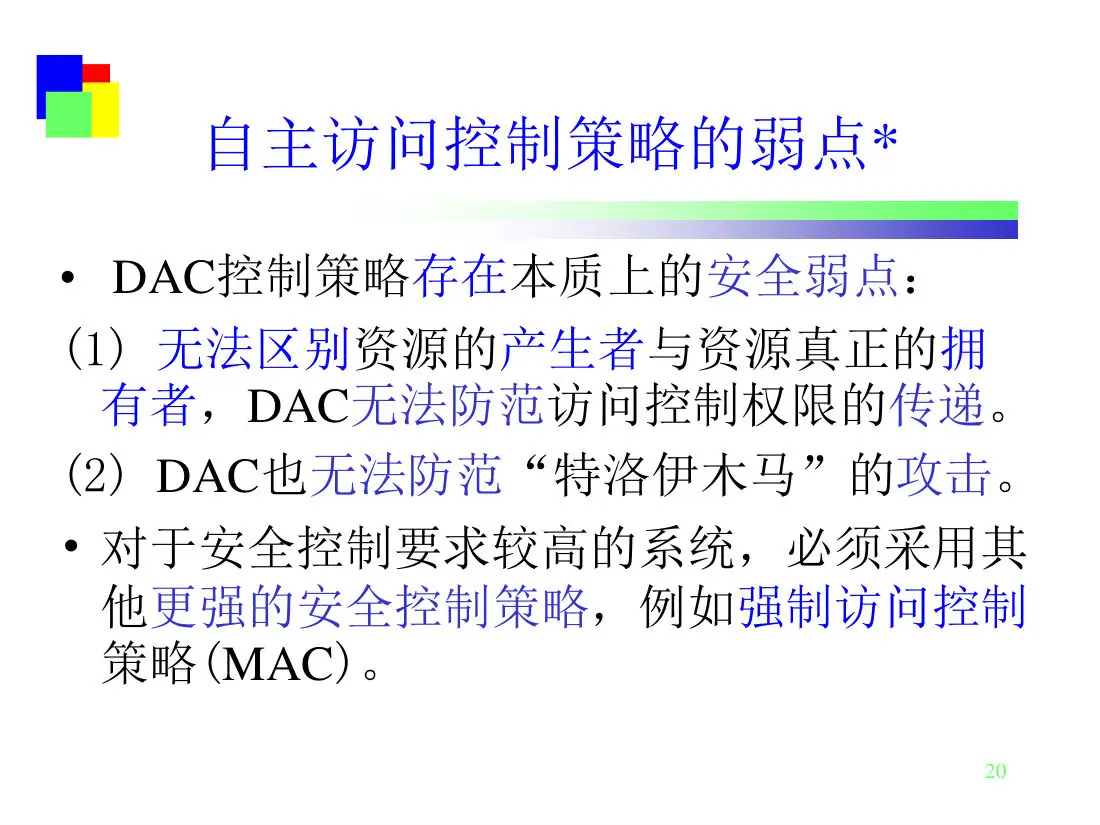 自主访问控制策略的弱点*
• DAC控制策略存在本质上的安全弱点：
(1) 无法区别资源的产生者与资源真正的拥
有者，DAC无法防范访问控制权限的传递。
(2) DAC也无法防范“特洛伊木马”的攻击。
• 对于安全控制要求较高的系统，必须采用其
他更强的安全控制策略，例如强制访问控制
策略(MAC)。
20